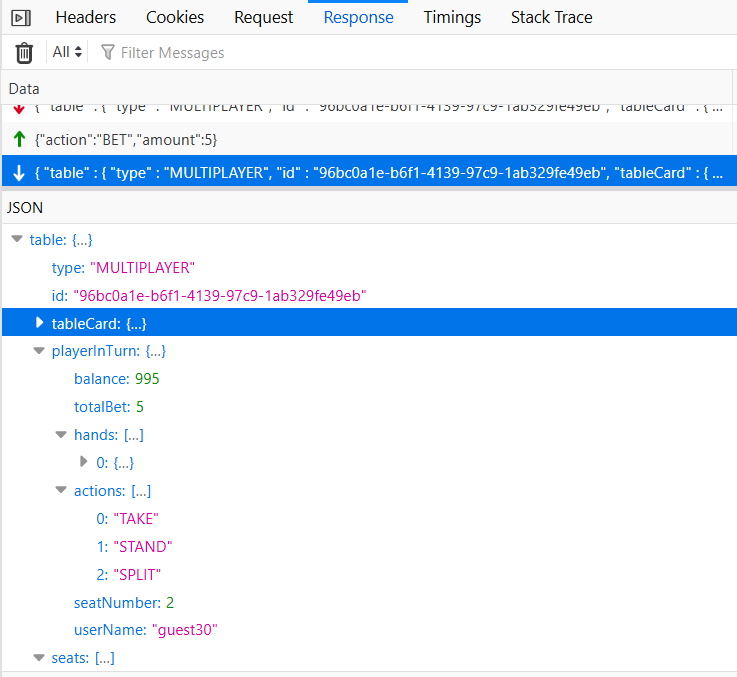 Headers Cookies Request Response Timings Stack Trace
All Filter Messages
Data
{ "table" : { "type" : "MULTIPLAYER", "id" : "96bc0a1e-b6f1-4139-97c9-1ab329fe49eb", "tableCard" : { ...
{"action":"BET","amount":5}
{ "table" : { "type" : "MULTIPLAYER", "id" : "96bc0a1e-b6f1-4139-97c9-1ab329fe49eb", "tableCard" : { ...
JSON
table: {…}
type: "MULTIPLAYER"
id: "96bc0a1e-b6f1-4139-97c9-1ab329fe49eb"
tableCard: {…}
playerInTurn: {…}
balance: 995
totalBet: 5
hands: […]
0: {…}
actions: […]
0: "TAKE"
1: "STAND"
2: "SPLIT"
seatNumber: 2
userName: "guest30"
seats: […]